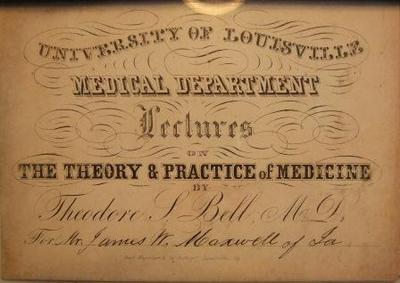 UNIVERSITY OF LOUISVILLE
MEDICAL DEPARTMENT
Lectures
ON
THE THEORY & PRACTICE of MEDICINE
BY
Theodore S. Bell, M.D.
For Mr. James W. Maxwell of La